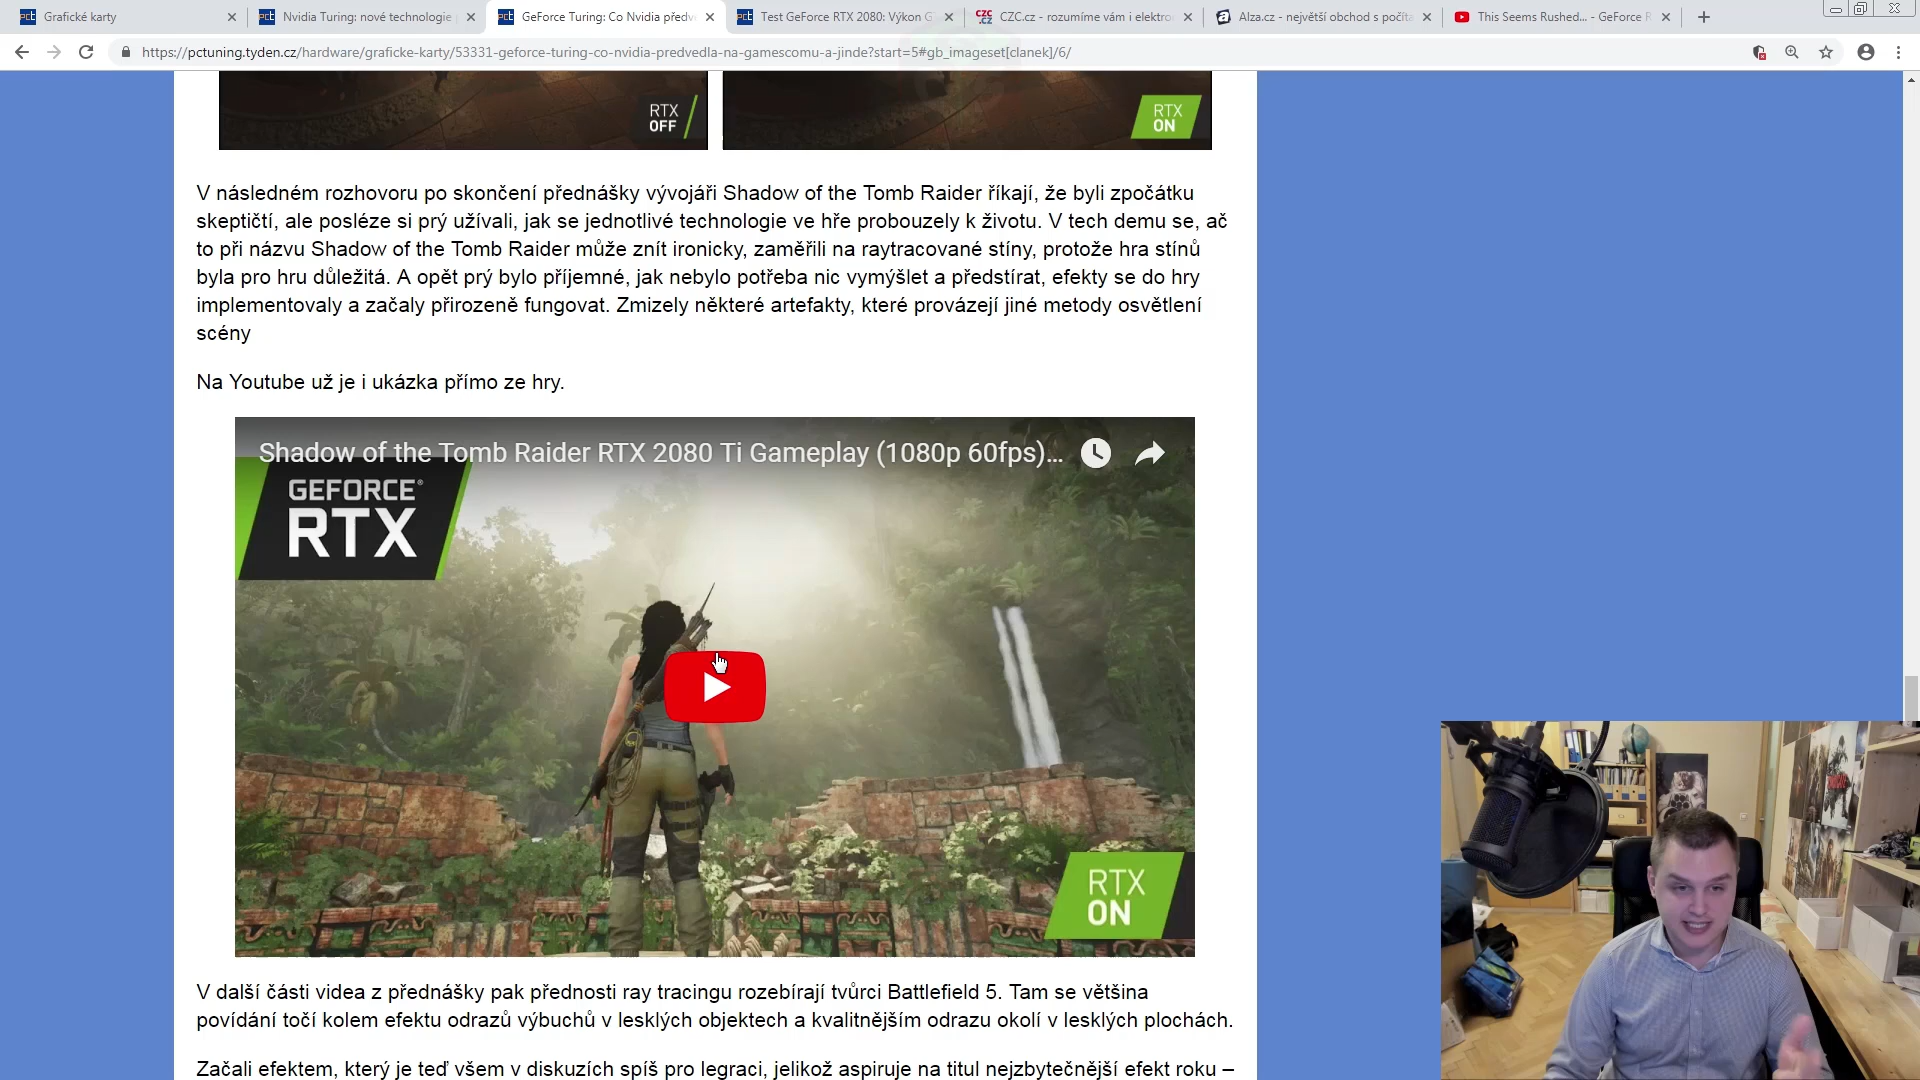 Grafické karty
Nvidia Turing: nové technologie
GeForce Turing: Co Nvidia předv
Test GeForce RTX 2080: Výkon G
CZC.cz - rozumíme vám i elektro
Alza.cz - největší obchod s počíta
This Seems Rushed... - GeForce R
https://pctuning.tyden.cz/hardware/graficke-karty/53331-geforce-turing-co-nvidia-predvedla-na-gamescomu-a-jinde?start=5#gb_imageset[clanek]/6/
RTX
OFF
RTX
ON
V následném rozhovoru po skončení přednášky vývojáři Shadow of the Tomb Raider říkají, že byli zpočátku
skeptičtí, ale posléze si prý užívali, jak se jednotlivé technologie ve hře probouzely k životu. V tech demu se, ač
to při názvu Shadow of the Tomb Raider může znít ironicky, zaměřili na raytracované stíny, protože hra stínů
byla pro hru důležitá. A opět prý bylo příjemné, jak nebylo potřeba nic vymýšlet a předstírat, efekty se do hry
implementovaly a začaly přirozeně fungovat. Zmizely některé artefakty, které provázejí jiné metody osvětlení
scény
Na Youtube už je i ukázka přímo ze hry.
Shadow of the Tomb Raider RTX 2080 Ti Gameplay (1080p 60fps)...
GEFORCE®
RTX
RTX
ON
V další části videa z přednášky pak přednosti ray tracingu rozebírají tvůrci Battlefield 5. Tam se většina
povídání točí kolem efektu odrazů výbuchů v lesklých objektech a kvalitnějším odrazu okolí v lesklých plochách.
Začali efektem, který je teď všem v diskuzích spíš pro legraci, jelikož aspiruje na titul nejzbytečnější efekt roku –